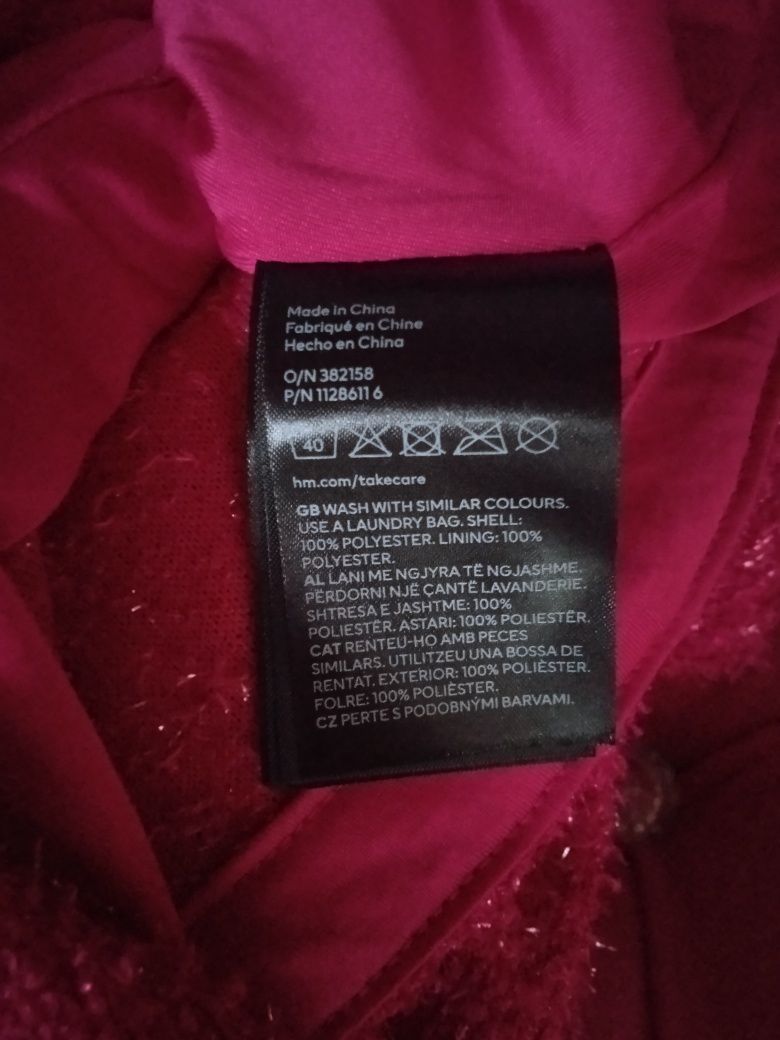 Made in China
Fabriqué en Chine
Hecho en China
O/N 382158
P/N 1128611 6
40
hm.com/takecare
GB WASH WITH SIMILAR COLOURS.
USE A LAUNDRY BAG. SHELL:
100% POLYESTER. LINING: 100%
POLYESTER.
AL LANI ME NGJYRA TË NGJASHME.
PËRDORNI NJË ÇANTË LAVANDERIE.
SHTRESA E JASHTME: 100%
POLIESTËR. ASTARI: 100% POLIESTËR.
CAT RENTEU-HO AMB PECES
SIMILARS. UTILITZEU UNA BOSSA DE
RENTAT. EXTERIOR: 100% POLIÈSTER.
FOLRE: 100% POLIÈSTER.
CZ PERTE S PODOBNÝMI BARVAMI.